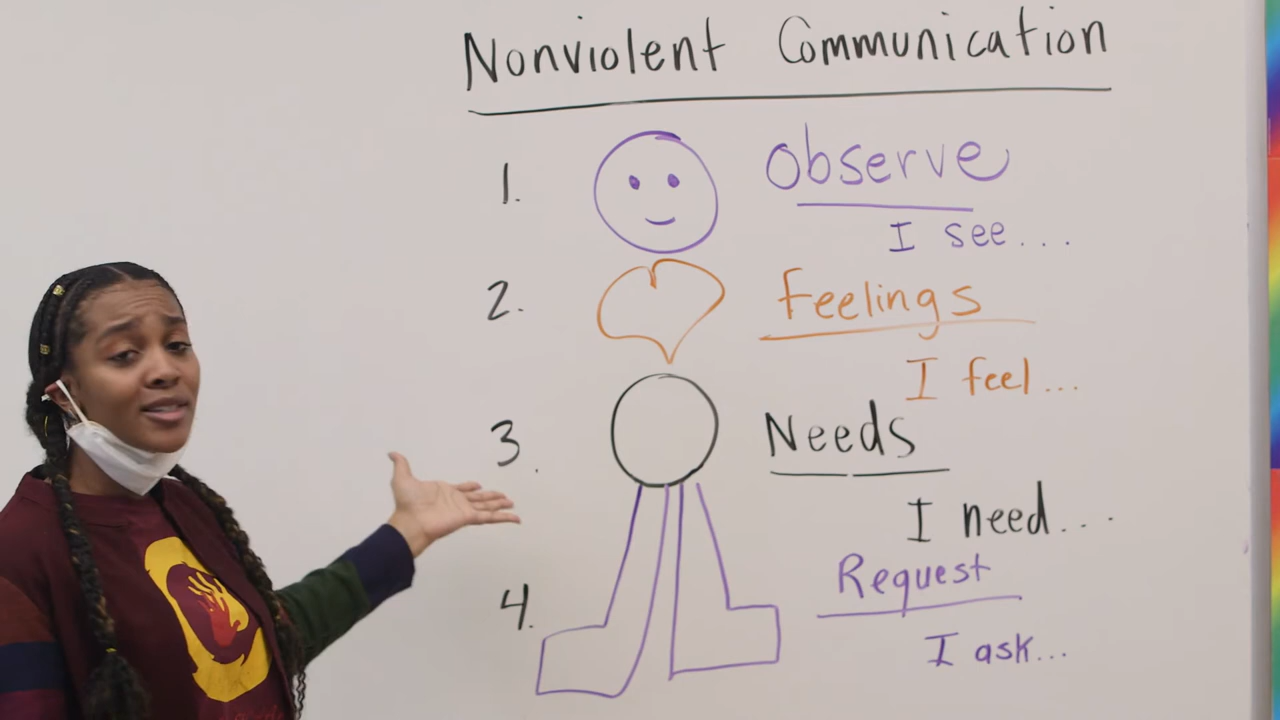 Nonviolent Communication
1. Observe
I see...
2. Feelings
I feel...
3. Needs
I need...
4. Request
I ask...